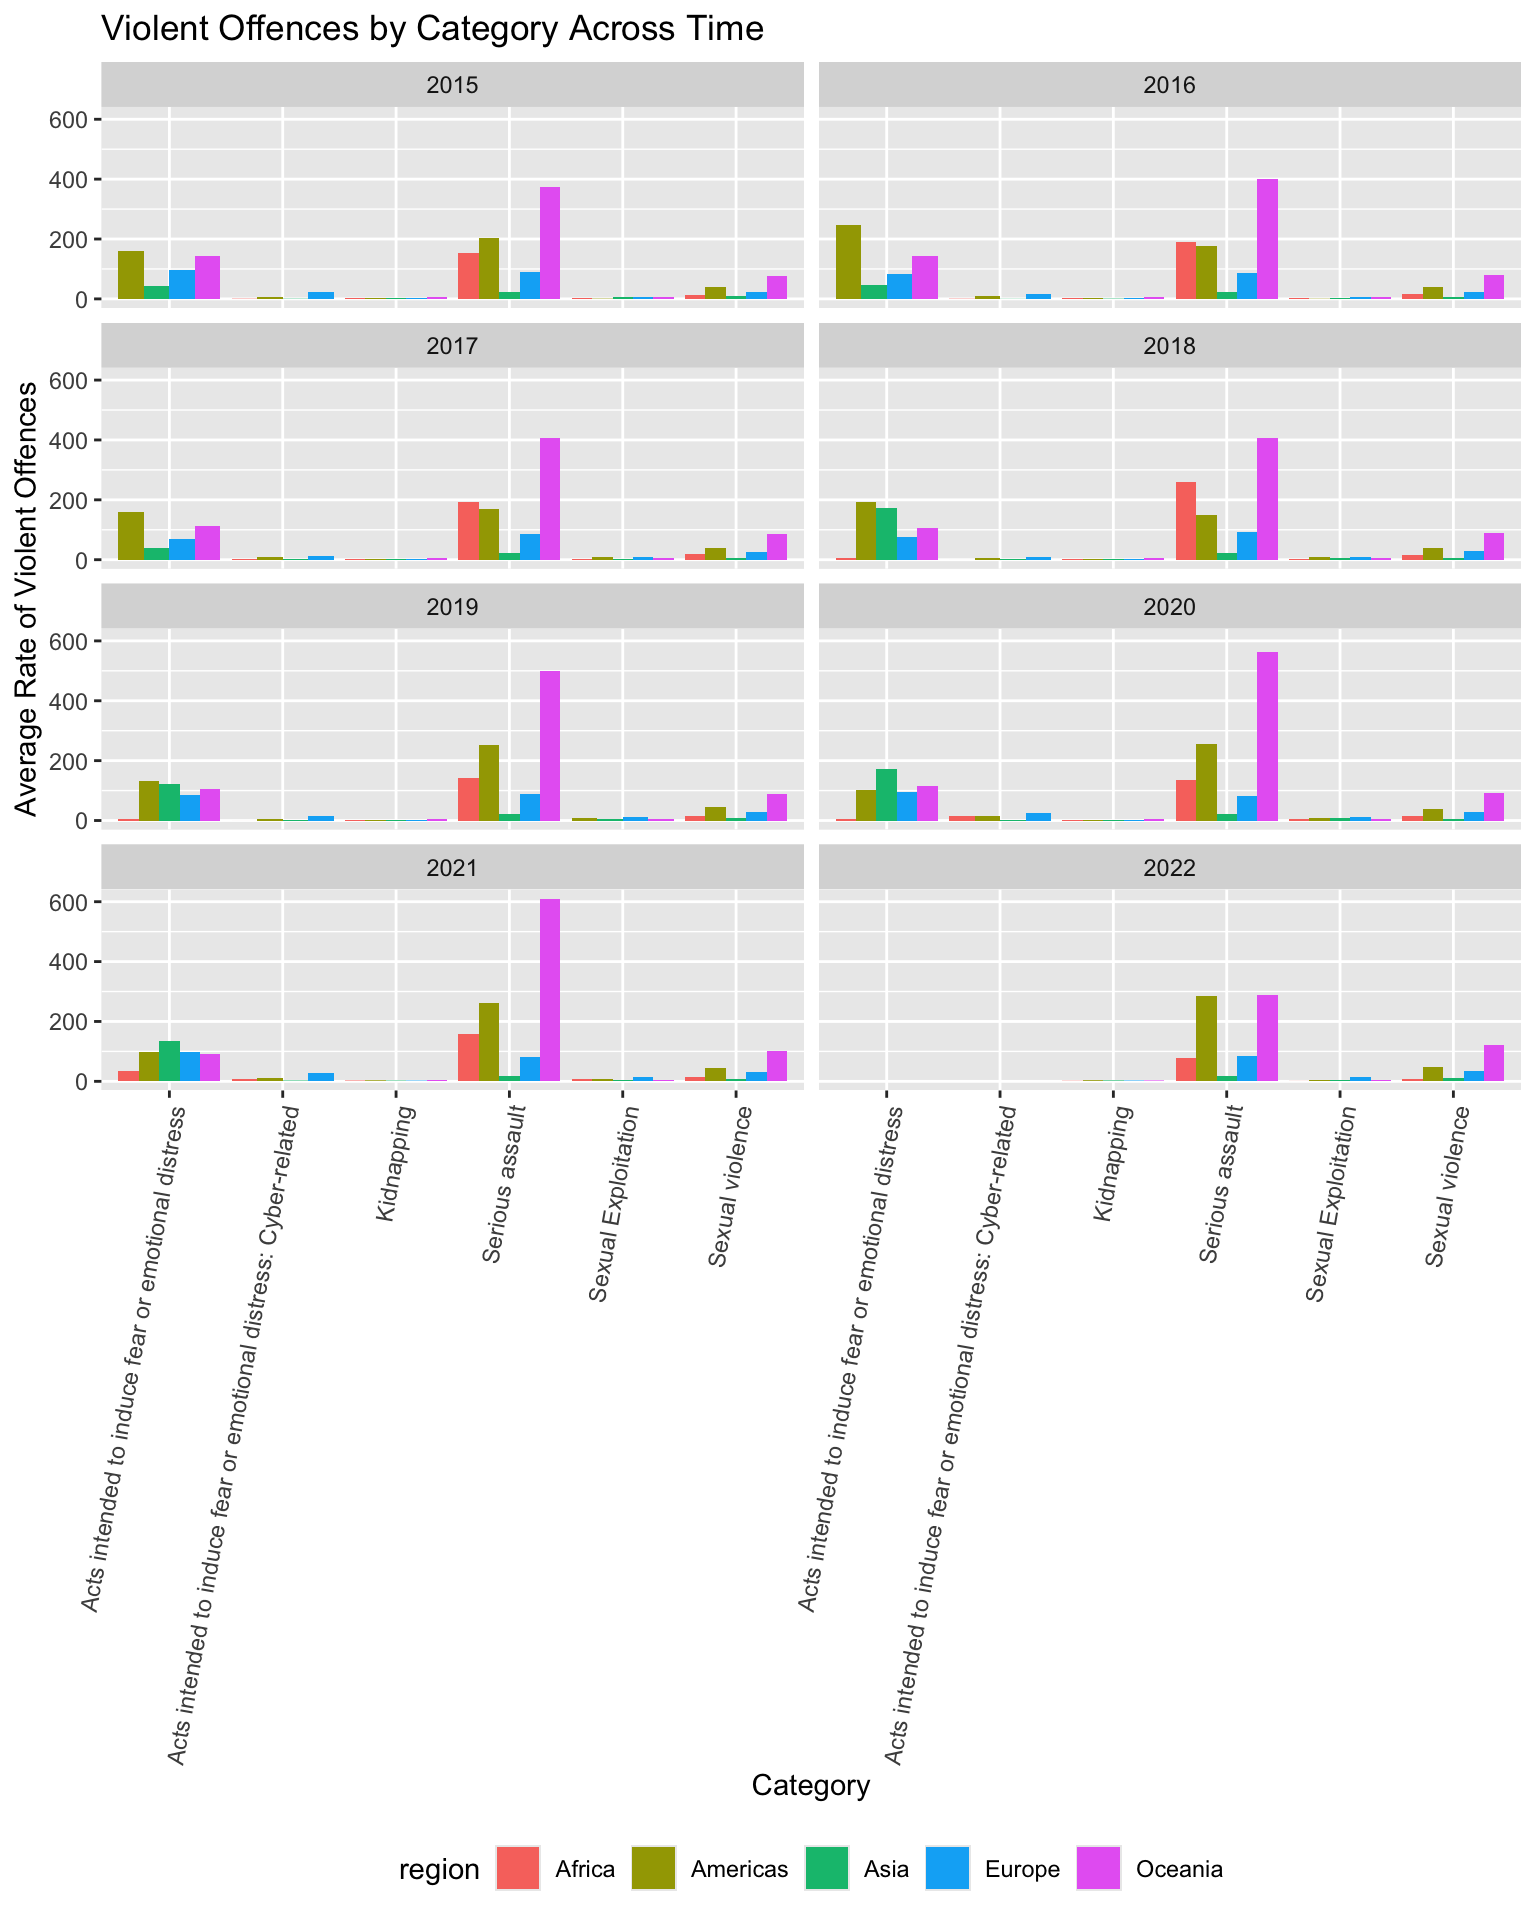 Violent Offences by Category Across Time
2015
2016
600
400
200
0
2017
2018
600
400
200
0
2019
2020
600
400
200
0
2021
2022
600
400
200
0
Average Rate of Violent Offences
Acts intended to induce fear or emotional distress
Acts intended to induce fear or emotional distress: Cyber-related
Kidnapping
Serious assault
Sexual Exploitation
Sexual violence
Acts intended to induce fear or emotional distress
Acts intended to induce fear or emotional distress: Cyber-related
Kidnapping
Serious assault
Sexual Exploitation
Sexual violence
Category
region Africa Americas Asia Europe Oceania